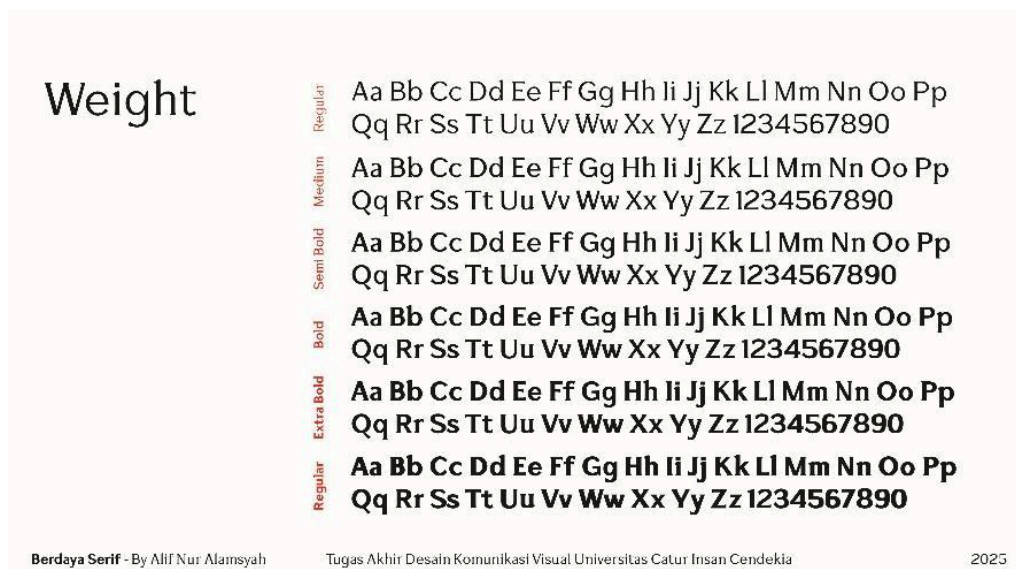 Weight
Regular
Aa Bb Cc Dd Ee Ff Gg Hh Ii Jj Kk Ll Mm Nn Oo Pp
Qq Rr Ss Tt Uu Vv Ww Xx Yy Zz 1234567890
Medium
Aa Bb Cc Dd Ee Ff Gg Hh Ii Jj Kk Ll Mm Nn Oo Pp
Qq Rr Ss Tt Uu Vv Ww Xx Yy Zz 1234567890
Semi Bold
Aa Bb Cc Dd Ee Ff Gg Hh Ii Jj Kk Ll Mm Nn Oo Pp
Qq Rr Ss Tt Uu Vv Ww Xx Yy Zz 1234567890
Bold
Aa Bb Cc Dd Ee Ff Gg Hh Ii Jj Kk Ll Mm Nn Oo Pp
Qq Rr Ss Tt Uu Vv Ww Xx Yy Zz 1234567890
Extra Bold
Aa Bb Cc Dd Ee Ff Gg Hh Ii Jj Kk Ll Mm Nn Oo Pp
Qq Rr Ss Tt Uu Vv Ww Xx Yy Zz 1234567890
Regular
Aa Bb Cc Dd Ee Ff Gg Hh Ii Jj Kk Ll Mm Nn Oo Pp
Qq Rr Ss Tt Uu Vv Ww Xx Yy Zz 1234567890
Berdaya Serif - By Alif Nur Alamsyah
Tugas Akhir Desain Komunikasi Visual Universitas Catur Insan Cendekia
2025